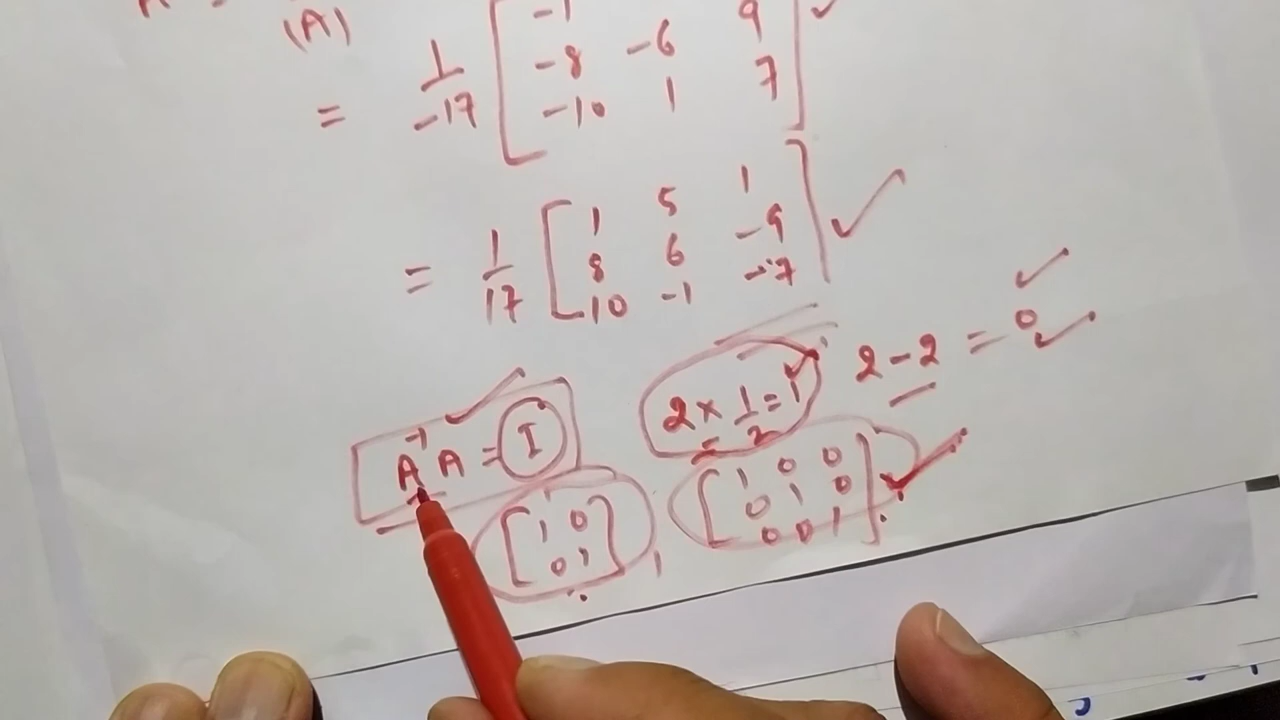 (A)
= 1/-17 [ -1 9
-8 -6 7
-10 1 ]
= 1/17 [ 1 5 1
8 6 -9
10 -1 -7 ]
2 × 1/2 = 1 2 - 2 = 0
A⁻¹ A = I
[ 1 0
0 1 ]
[ 1 0 0
0 1 0
0 0 1 ]